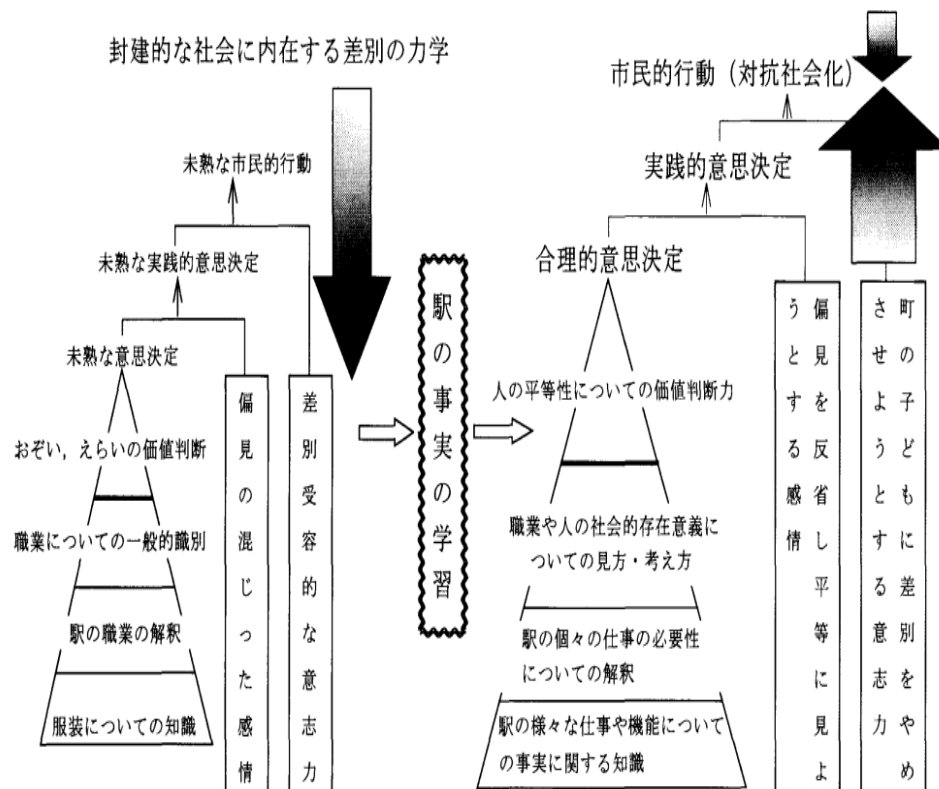 封建的な社会に内在する差別の力学
未熟な市民的行動
未熟な実践的意思決定
未熟な意思決定
おぞい，えらいの価値判断
職業についての一般的識別
駅の職業の解釈
服装についての知識
偏見の混じった感情
差別受容的な意志力
駅の事実の学習
市民的行動（対抗社会化）
実践的意思決定
合理的意思決定
人の平等性についての価値判断力
職業や人の社会的存在意義に
ついての見方・考え方
駅の個々の仕事の必要性
についての解釈
駅の様々な仕事や機能について
の事実に関する知識
偏見を反省し平等に見よ
うとする感情
町の子どもに差別をやめ
させようとする意志力